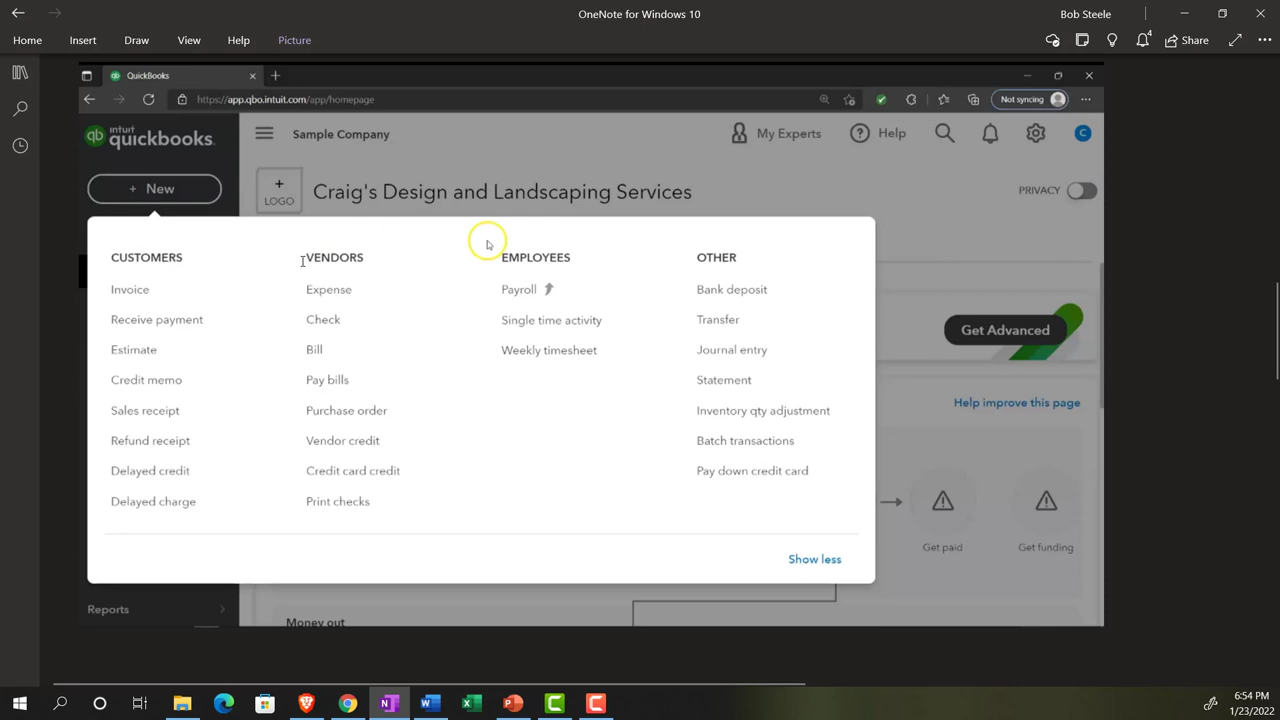 OneNote for Windows 10
Bob Steele
Home Insert Draw View Help Picture
4
Share
QuickBooks
https://app.qbo.intuit.com/app/homepage
Not syncing
intuit
quickbooks.
Sample Company
My Experts
Help
C
+ New
+
LOGO
Craig's Design and Landscaping Services
PRIVACY
CUSTOMERS
Invoice
Receive payment
Estimate
Credit memo
Sales receipt
Refund receipt
Delayed credit
Delayed charge
VENDORS
Expense
Check
Bill
Pay bills
Purchase order
Vendor credit
Credit card credit
Print checks
EMPLOYEES
Payroll
Single time activity
Weekly timesheet
OTHER
Bank deposit
Transfer
Journal entry
Statement
Inventory qty adjustment
Batch transactions
Pay down credit card
Show less
Get Advanced
Help improve this page
Get paid
Get funding
Reports
Money out
6:54 PM
1/23/2022